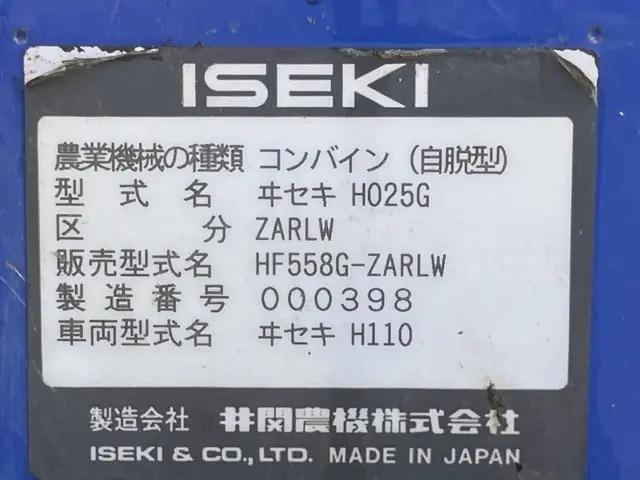 ISEKI
農業機械の種類 コンバイン (自脱型)
型式名 ヰセキ HO25G
区分 ZARLW
販売型式名 HF558G-ZARLW
製造番号 000398
車両型式名 ヰセキ H110
製造会社 井関農機株式会社
ISEKI & CO., LTD. MADE IN JAPAN